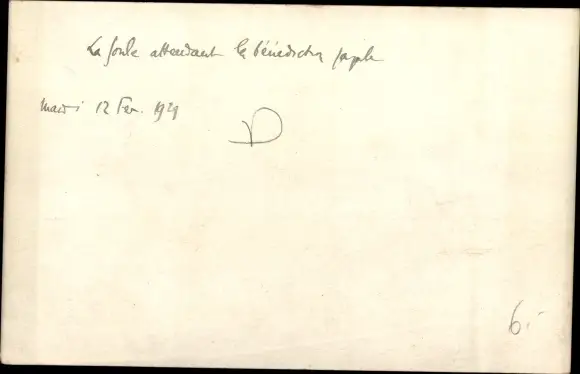 La foule attendant la bénédiction papale
Mardi 12 Fev. 1929
D
6.-